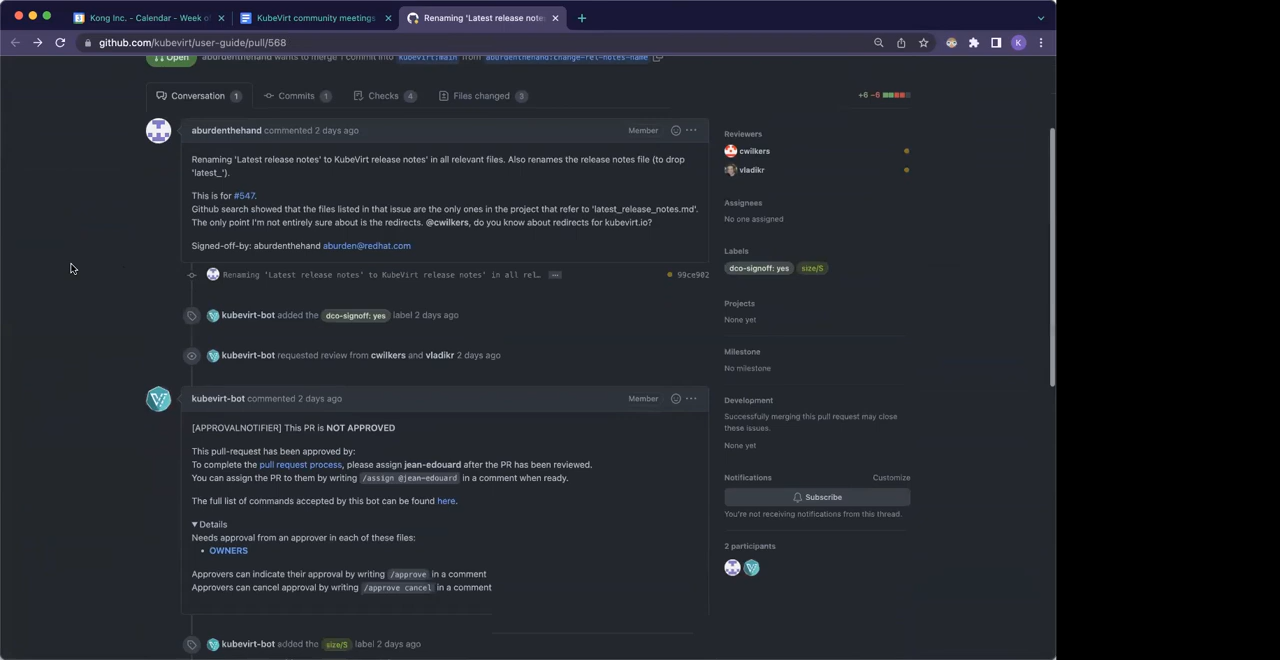 Kong Inc. - Calendar - Week o
KubeVirt community meetings
Renaming 'Latest release note
github.com/kubevirt/user-guide/pull/568
K
Open aburdenthehand wants to merge 1 commit into kubevirt:main from aburdenthehand:change-rel-notes-name
Conversation 1
Commits 1
Checks 4
Files changed 3
+6 −6
aburdenthehand commented 2 days ago
Member
Renaming 'Latest release notes' to KubeVirt release notes' in all relevant files. Also renames the release notes file (to drop
'latest_').
This is for #547.
Github search showed that the files listed in that issue are the only ones in the project that refer to 'latest_release_notes.md'.
The only point I'm not entirely sure about is the redirects. @cwilkers, do you know about redirects for kubevirt.io?
Signed-off-by: aburdenthehand aburden@redhat.com
Renaming 'Latest release notes' to KubeVirt release notes' in all rel…
99ce902
kubevirt-bot added the dco-signoff: yes label 2 days ago
kubevirt-bot requested review from cwilkers and vladikr 2 days ago
kubevirt-bot commented 2 days ago
Member
[APPROVALNOTIFIER] This PR is NOT APPROVED
This pull-request has been approved by:
To complete the pull request process, please assign jean-edouard after the PR has been reviewed.
You can assign the PR to them by writing /assign @jean-edouard in a comment when ready.
The full list of commands accepted by this bot can be found here.
▼ Details
Needs approval from an approver in each of these files:
• OWNERS
Approvers can indicate their approval by writing /approve in a comment
Approvers can cancel approval by writing /approve cancel in a comment
kubevirt-bot added the size/S label 2 days ago
Reviewers
cwilkers
vladikr
Assignees
No one assigned
Labels
dco-signoff: yes size/S
Projects
None yet
Milestone
No milestone
Development
Successfully merging this pull request may close
these issues.
None yet
Notifications
Customize
Subscribe
You're not receiving notifications from this thread.
2 participants